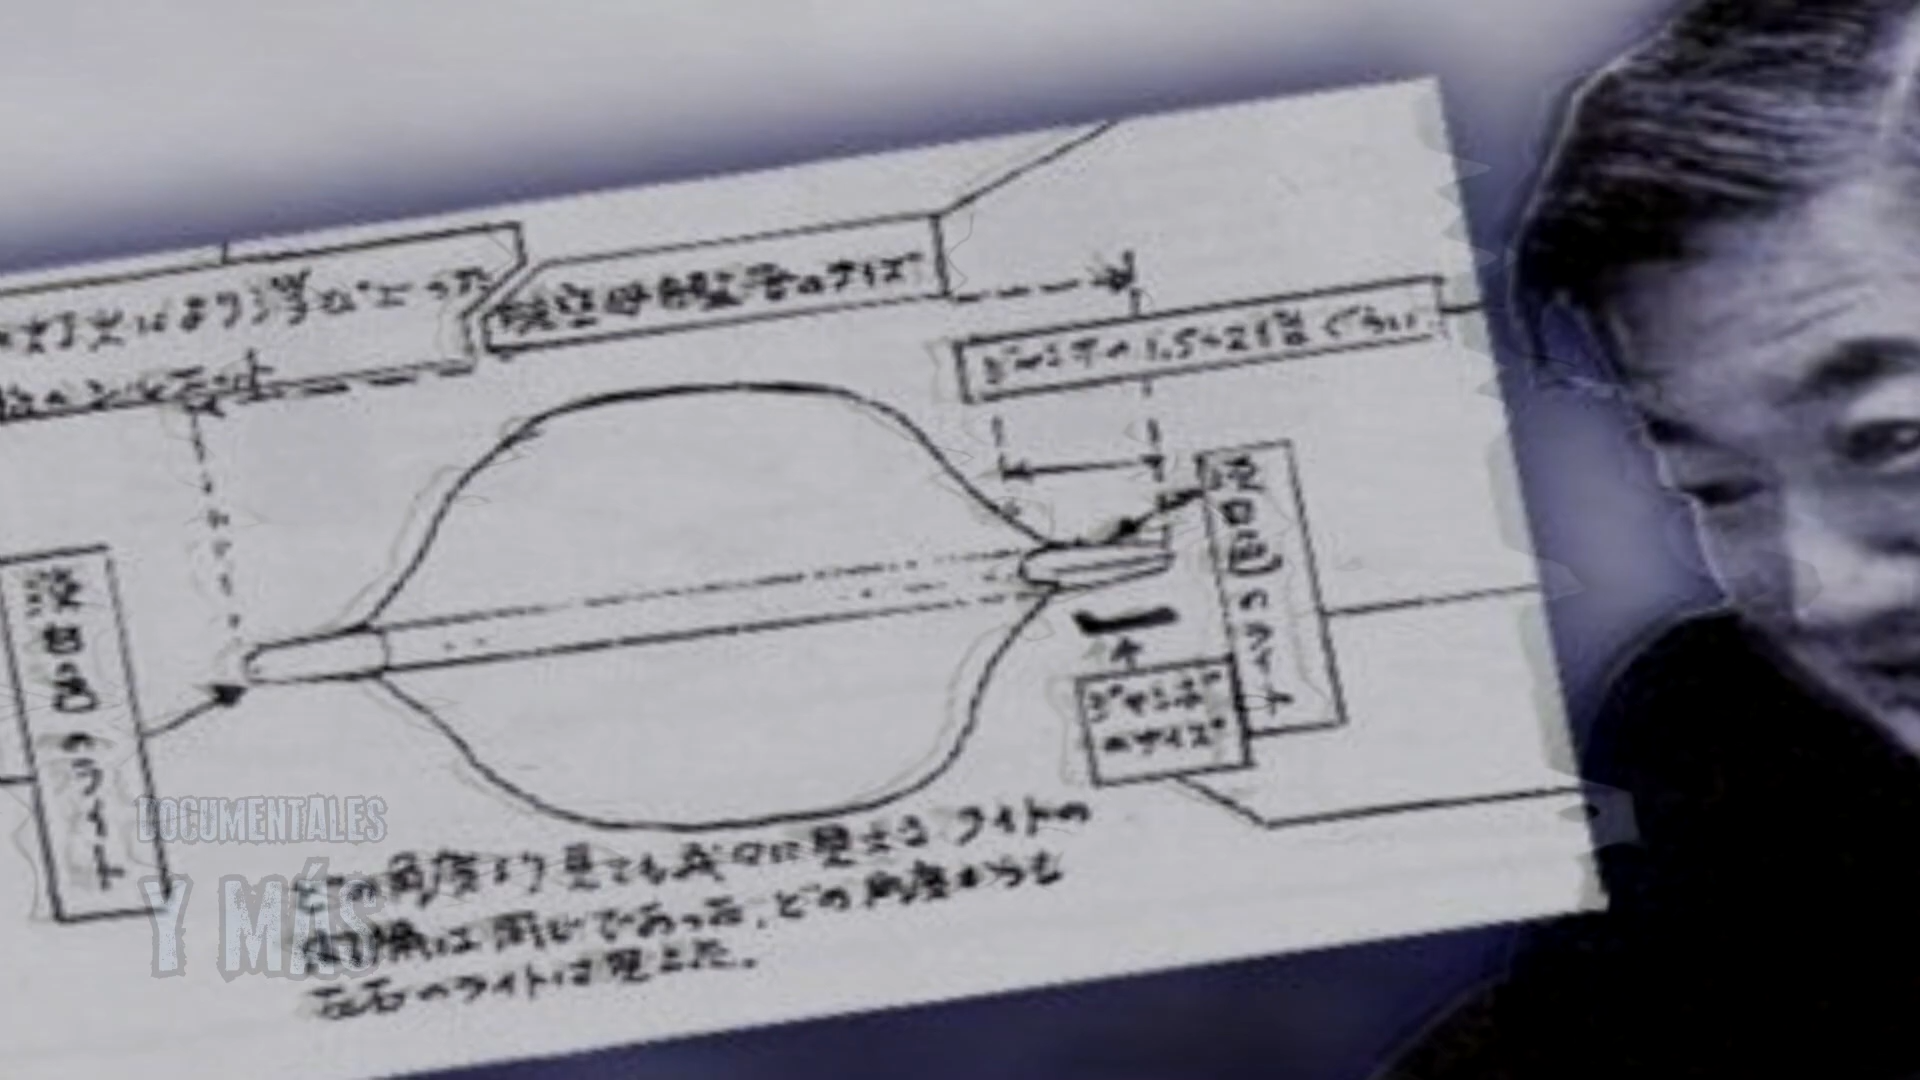 灯火により浮かび上った
航空母艦位のサイズ
ジャンボの1.5〜2倍ぐらい
淡白色のライト
淡白色のライト
ジャンボ
のサイズ
どの角度より見ても
ライトの
間隔は同じであった。どの角度からも
左右のライトは見えた。
DOCUMENTALES
Y MÁS